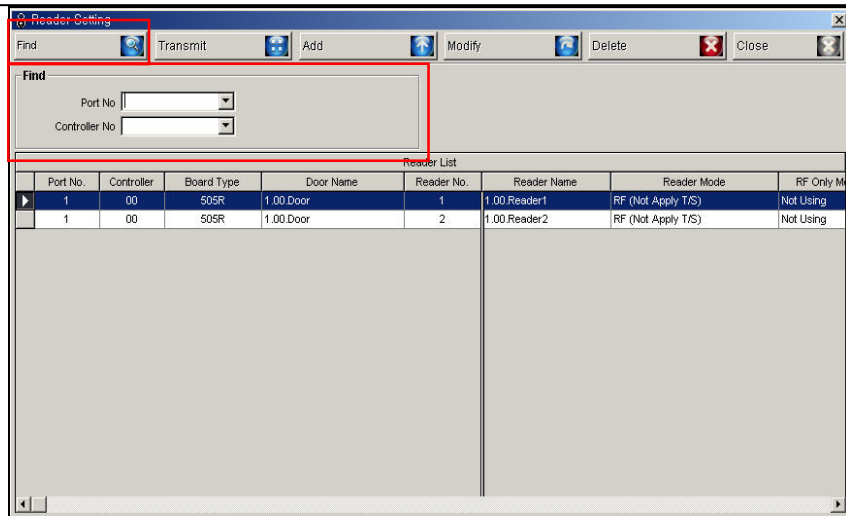 Reader Setting
Find Transmit Add Modify Delete Close
Find
Port No
Controller No
Reader List
Port No. Controller Board Type Door Name Reader No. Reader Name Reader Mode RF Only M
1 00 505R 1.00.Door 1 1.00.Reader1 RF (Not Apply T/S) Not Using
1 00 505R 1.00.Door 2 1.00.Reader2 RF (Not Apply T/S) Not Using